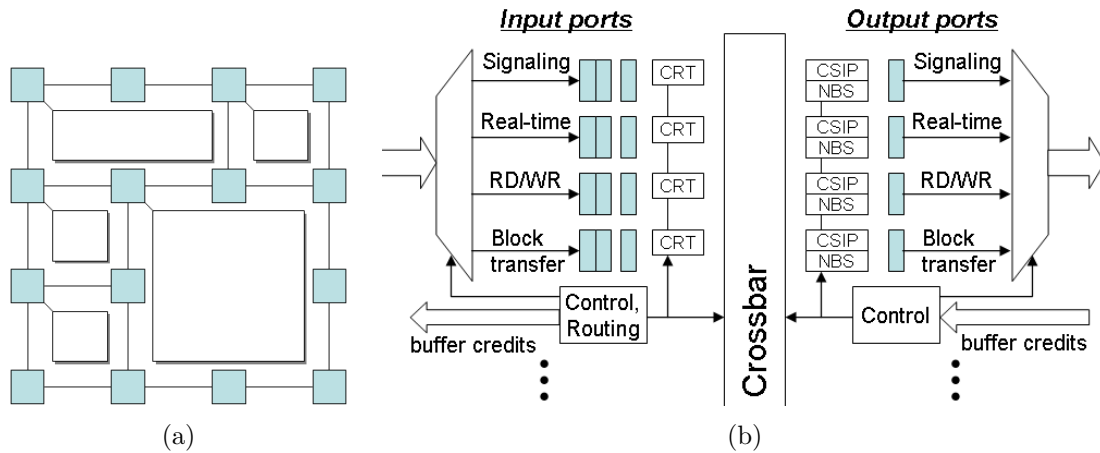 Input ports
Output ports
Signaling
CRT
CSIP
NBS
Signaling
Real-time
CRT
CSIP
NBS
Real-time
RD/WR
CRT
CSIP
NBS
RD/WR
Block
transfer
CRT
CSIP
NBS
Block
transfer
Control,
Routing
Crossbar
Control
buffer credits
buffer credits
(a)
(b)